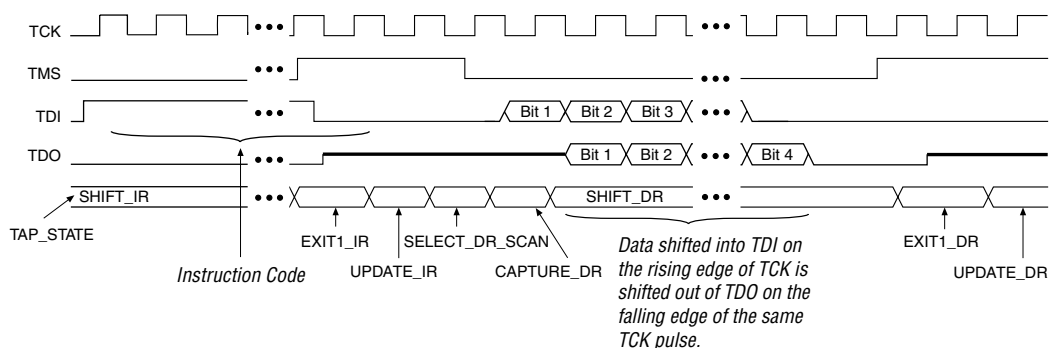 TCK
TMS
TDI
Bit 1 Bit 2 Bit 3 Bit 4
TDO
Bit 1 Bit 2 Bit 4
SHIFT_IR
SHIFT_DR
TAP_STATE
EXIT1_IR
SELECT_DR_SCAN
Instruction Code
UPDATE_IR
CAPTURE_DR
Data shifted into TDI on
the rising edge of TCK is
shifted out of TDO on the
falling edge of the same
TCK pulse.
EXIT1_DR
UPDATE_DR